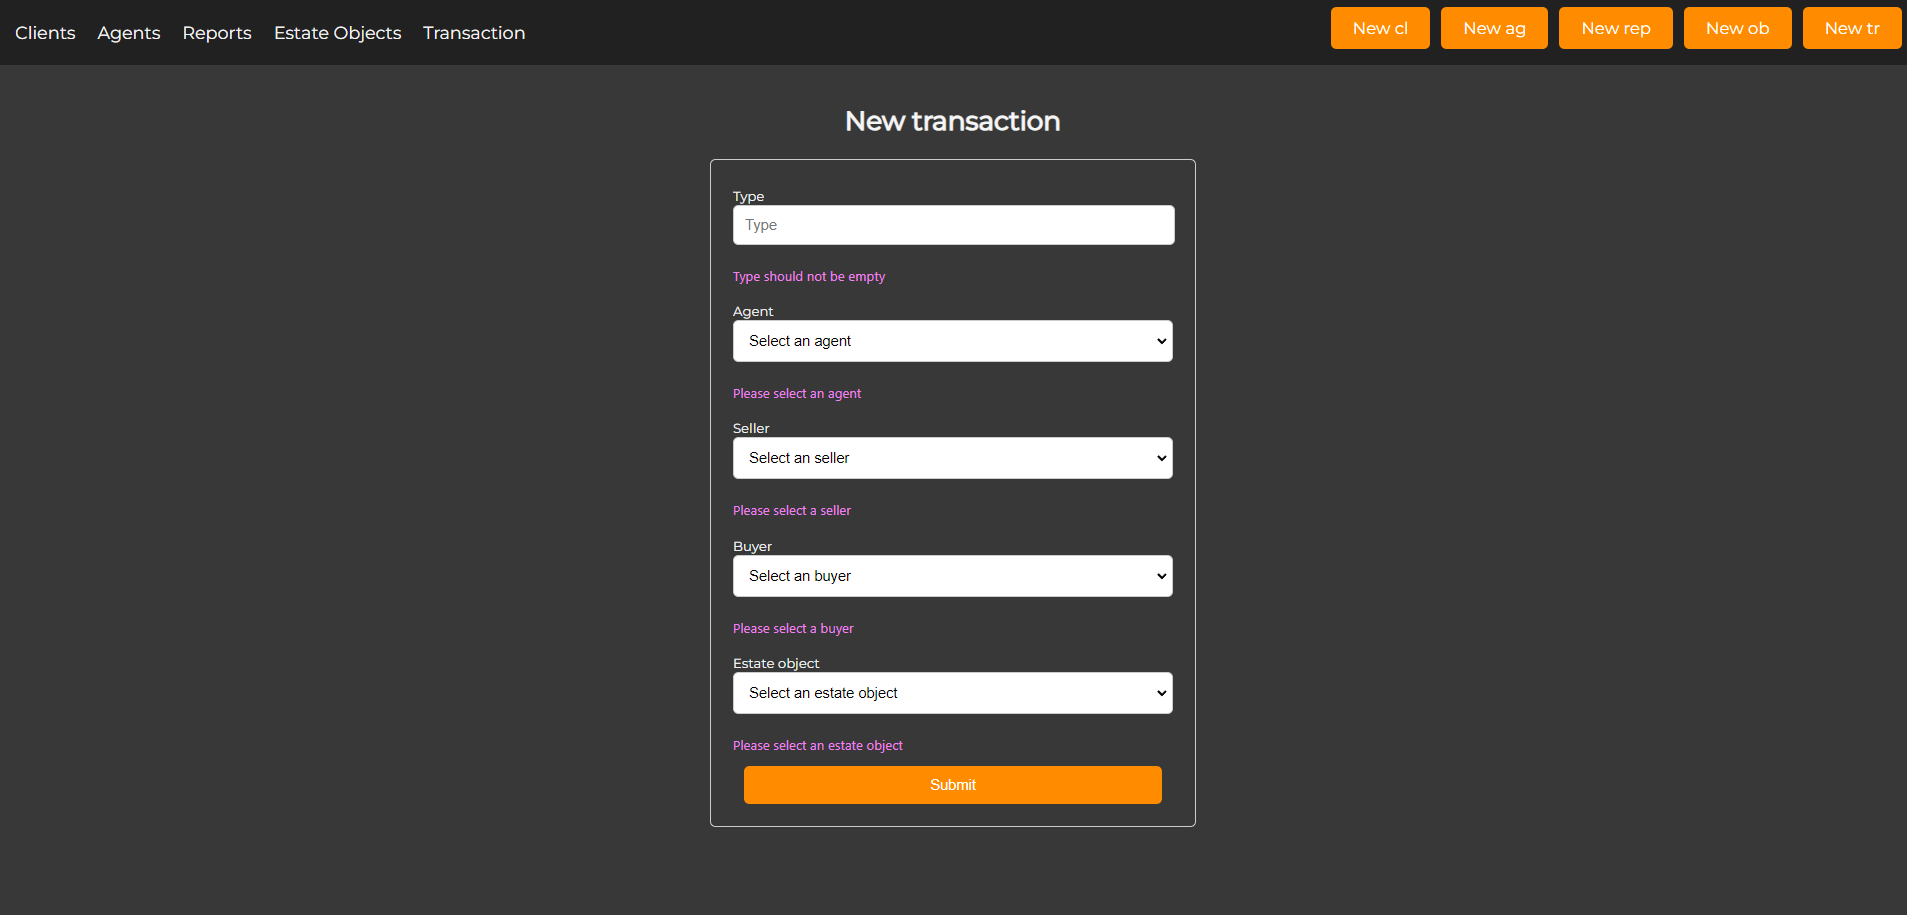 Clients Agents Reports Estate Objects Transaction New cl New ag New rep New ob New tr
New transaction
Type
Type
Type should not be empty
Agent
Select an agent
Please select an agent
Seller
Select an seller
Please select a seller
Buyer
Select an buyer
Please select a buyer
Estate object
Select an estate object
Please select an estate object
Submit